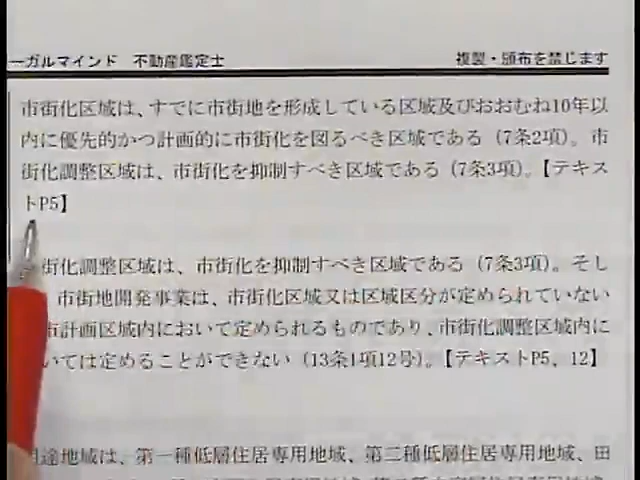 ーガルマインド 不動産鑑定士 複製・頒布を禁じます
市街化区域は、すでに市街地を形成している区域及びおおむね10年以
内に優先的かつ計画的に市街化を図るべき区域である（7条2項）。市
街化調整区域は、市街化を抑制すべき区域である（7条3項）。【テキス
トP5】
街化調整区域は、市街化を抑制すべき区域である（7条3項）。そし
市街地開発事業は、市街化区域又は区域区分が定められていない
市計画区域内において定められるものであり、市街化調整区域内に
いては定めることができない（13条1項12号）。【テキストP5、12】
用途地域は、第一種低層住居専用地域、第二種低層住居専用地域、田